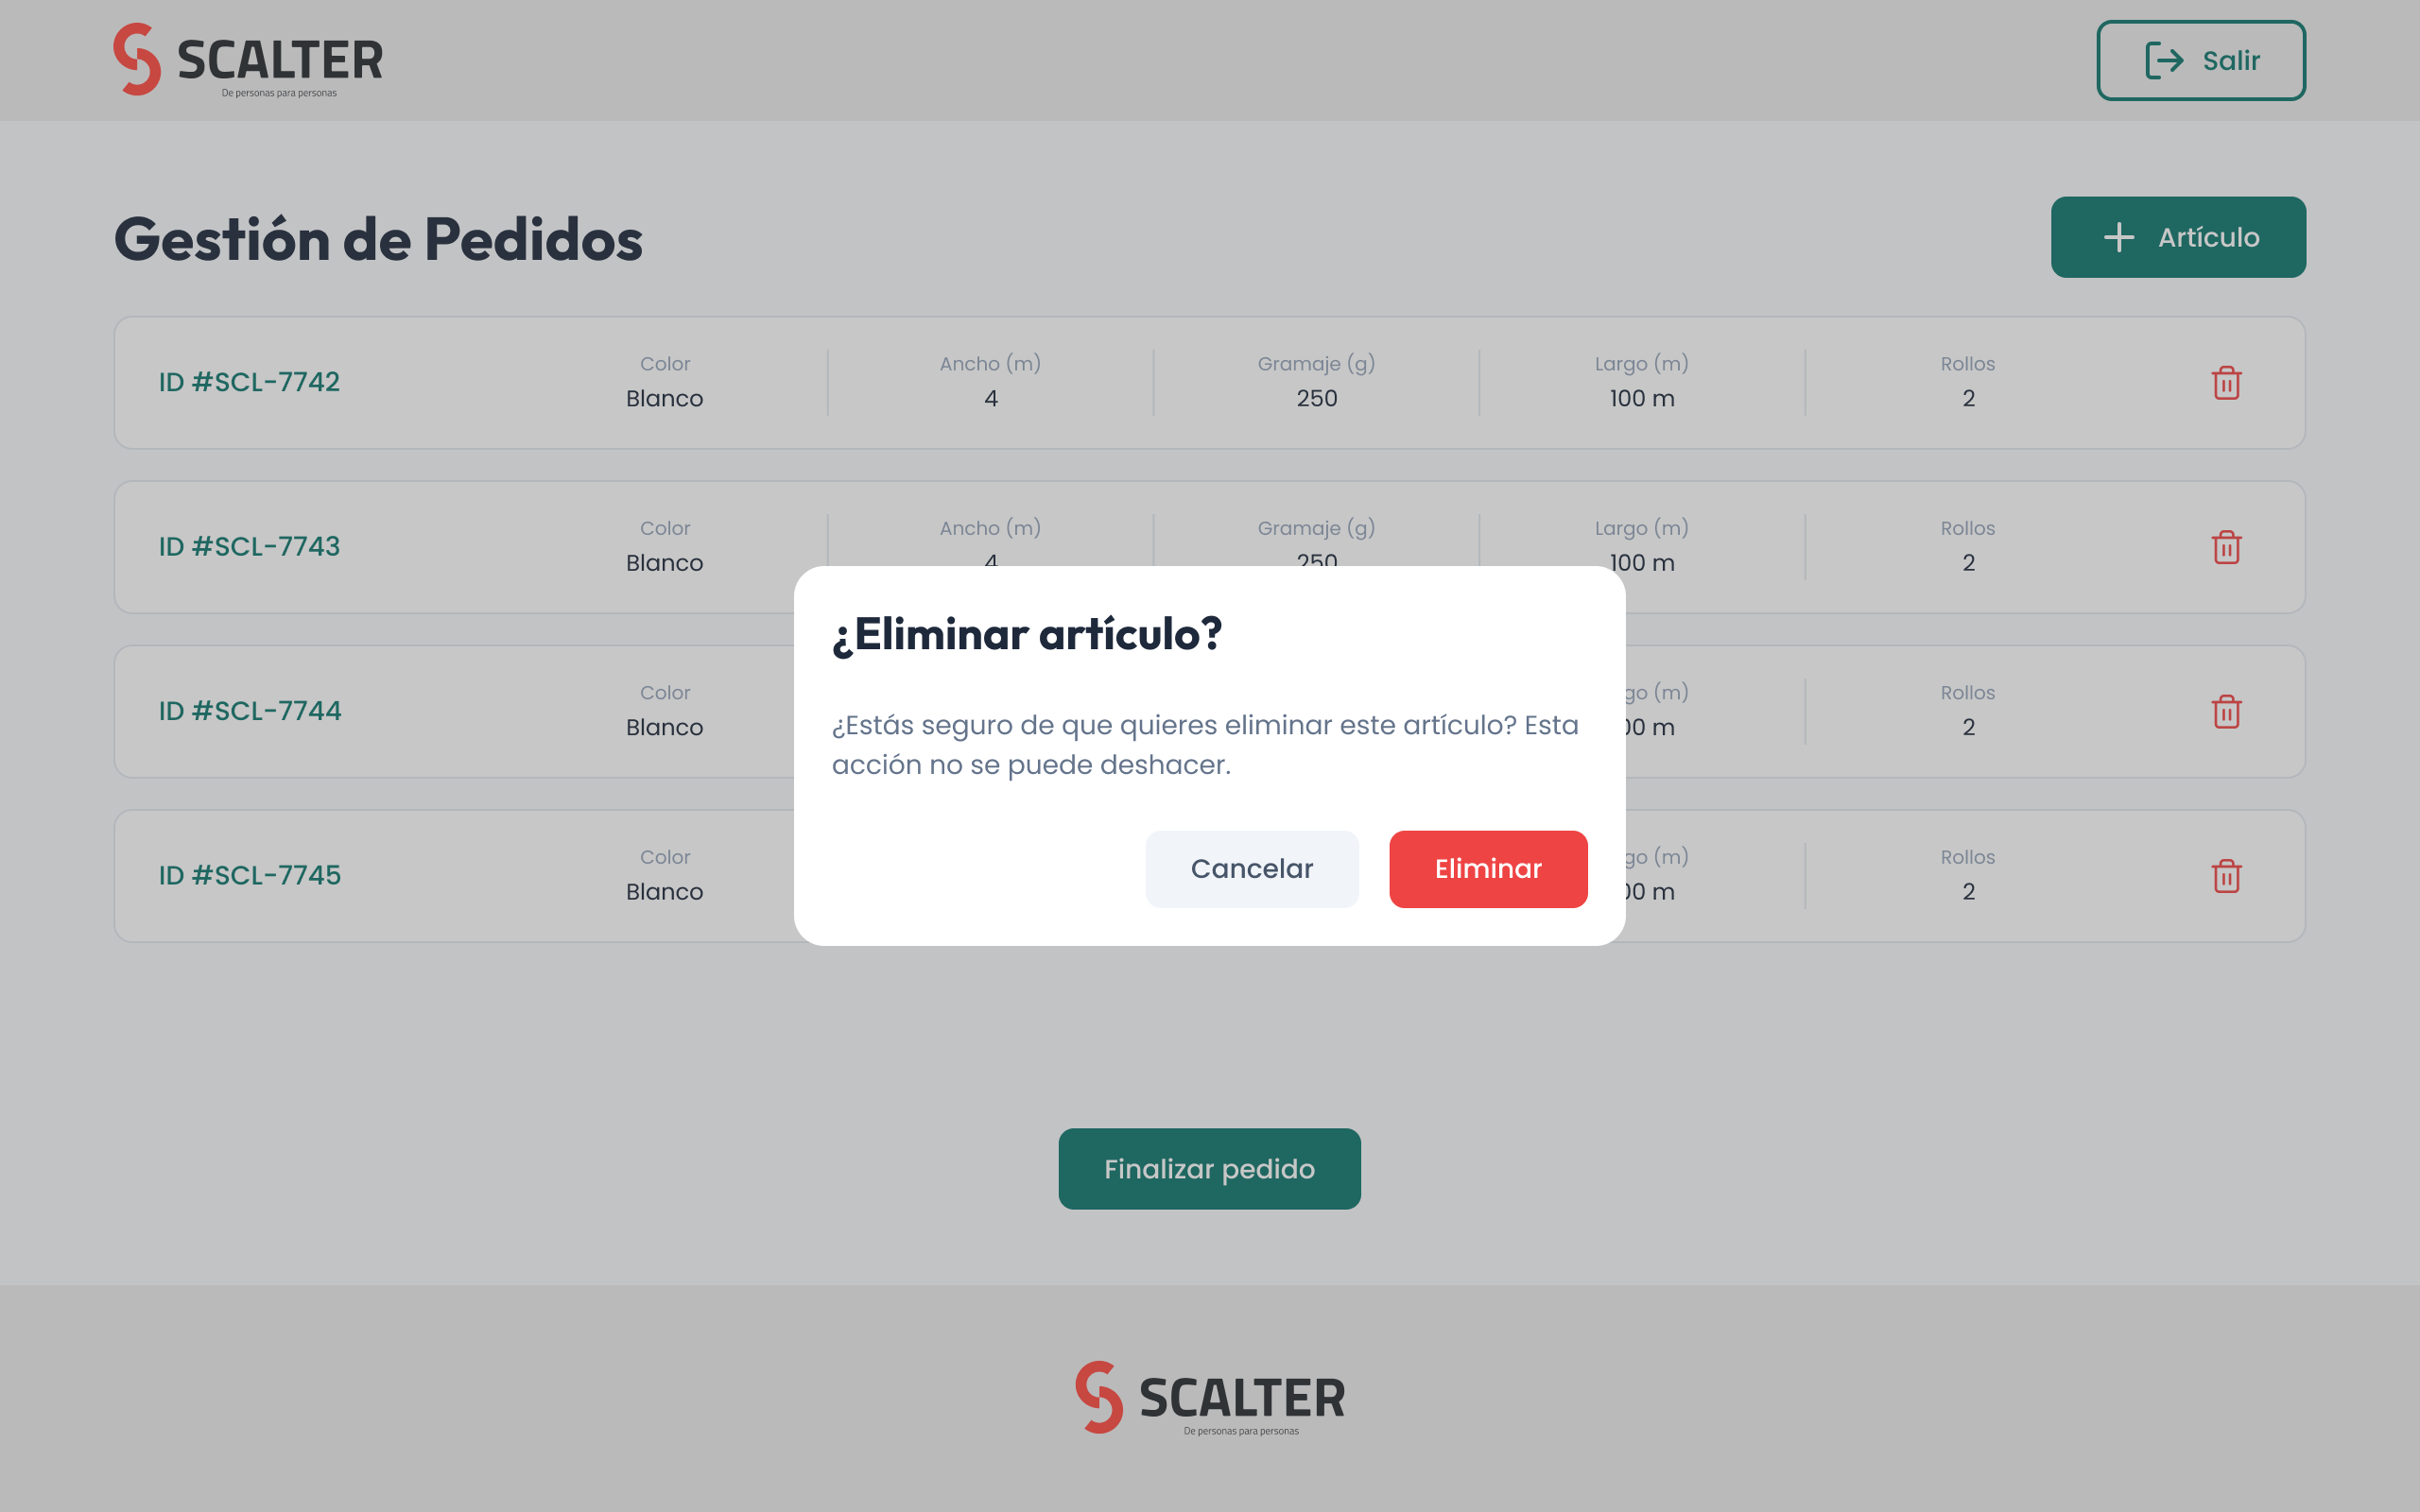 SCALTER
De personas para personas
Salir
Gestión de Pedidos
Artículo
ID #SCL-7742
Color
Blanco
Ancho (m)
4
Gramaje (g)
250
Largo (m)
100 m
Rollos
2
ID #SCL-7743
Color
Blanco
Ancho (m)
4
Gramaje (g)
250
Largo (m)
100 m
Rollos
2
ID #SCL-7744
Color
Blanco
Rollos
2
ID #SCL-7745
Color
Blanco
Rollos
2
¿Eliminar artículo?
¿Estás seguro de que quieres eliminar este artículo? Esta
acción no se puede deshacer.
Cancelar
Eliminar
Finalizar pedido
SCALTER
De personas para personas